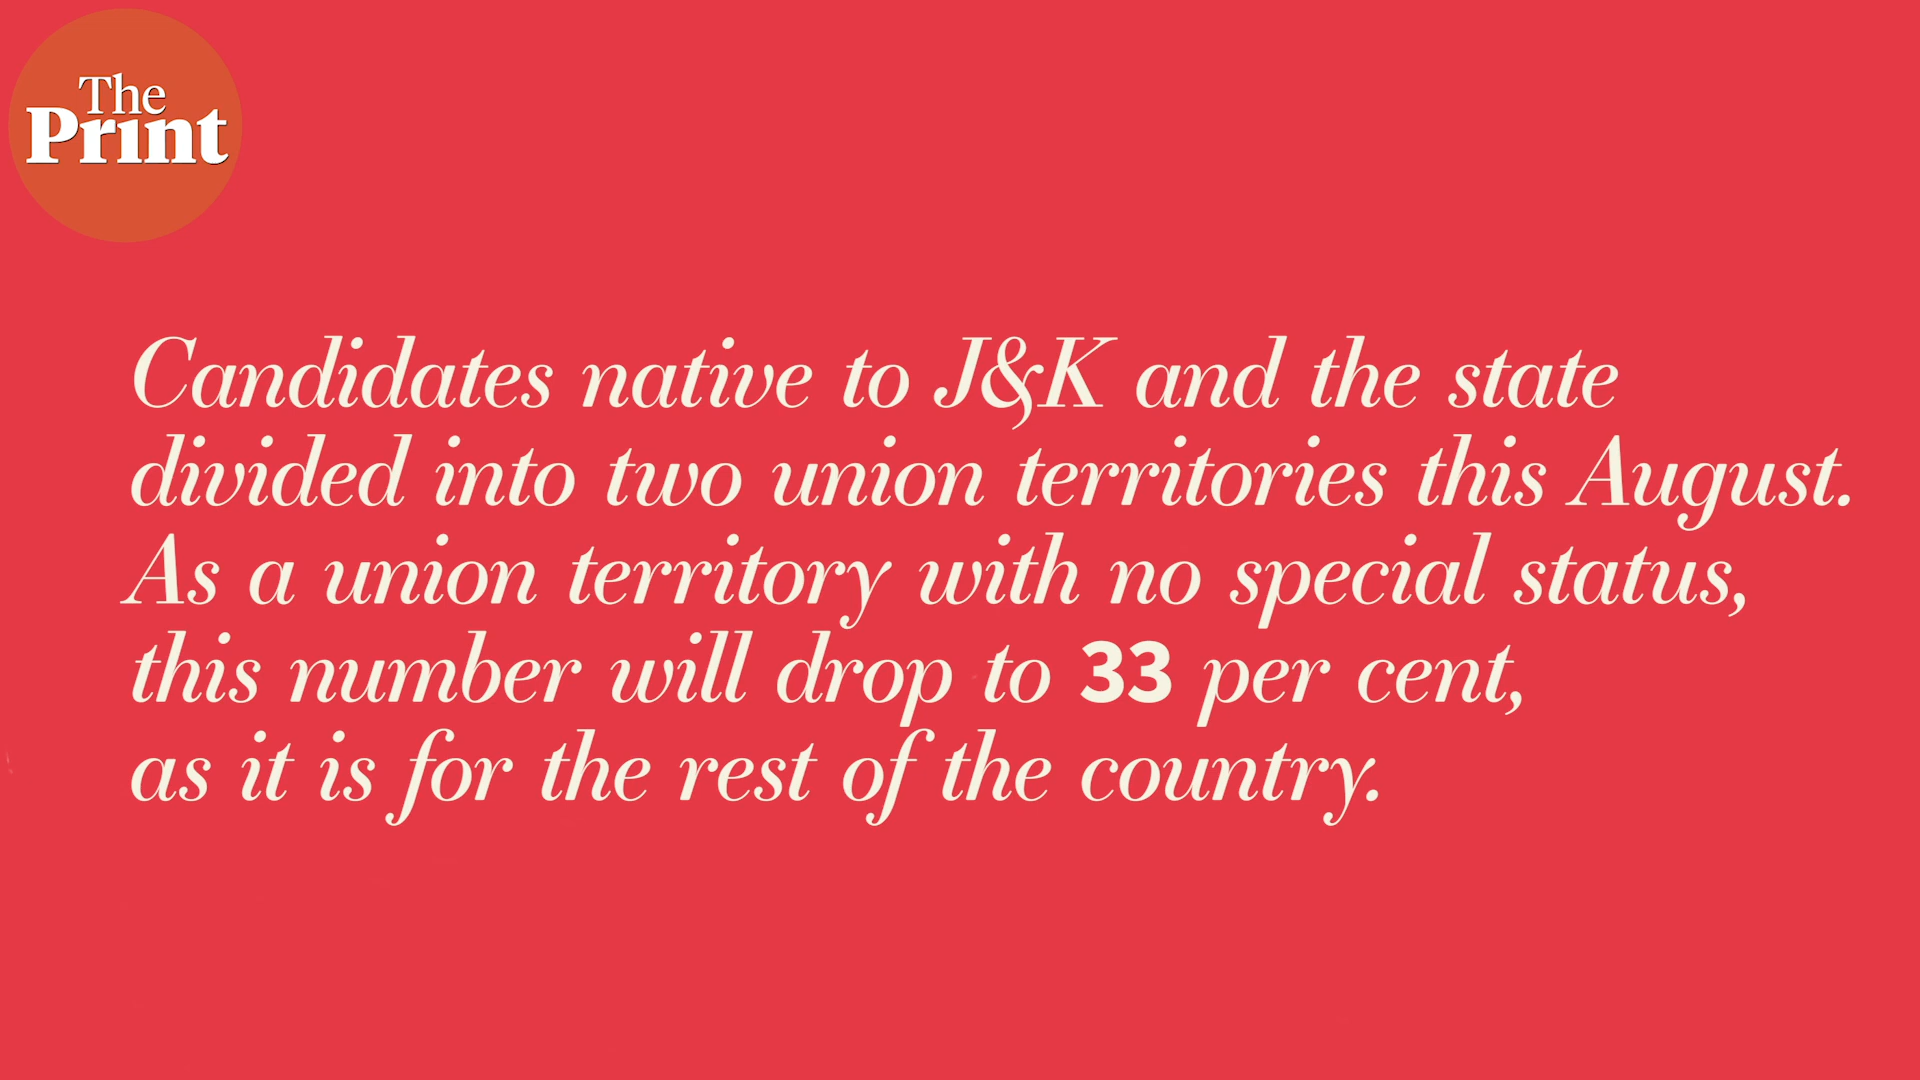 The
Print
Candidates native to J&K and the state
divided into two union territories this August.
As a union territory with no special status,
this number will drop to 33 per cent,
as it is for the rest of the country.